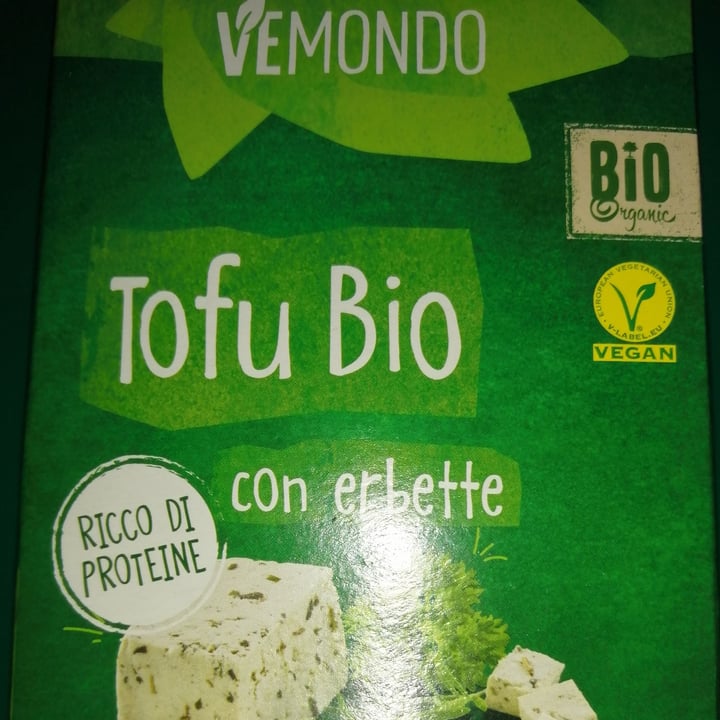 VEMONDO
BiO
Organic
Tofu Bio
EUROPEAN VEGETARIAN UNION
V-LABEL.EU
VEGAN
con erbette
RICCO DI
PROTEINE